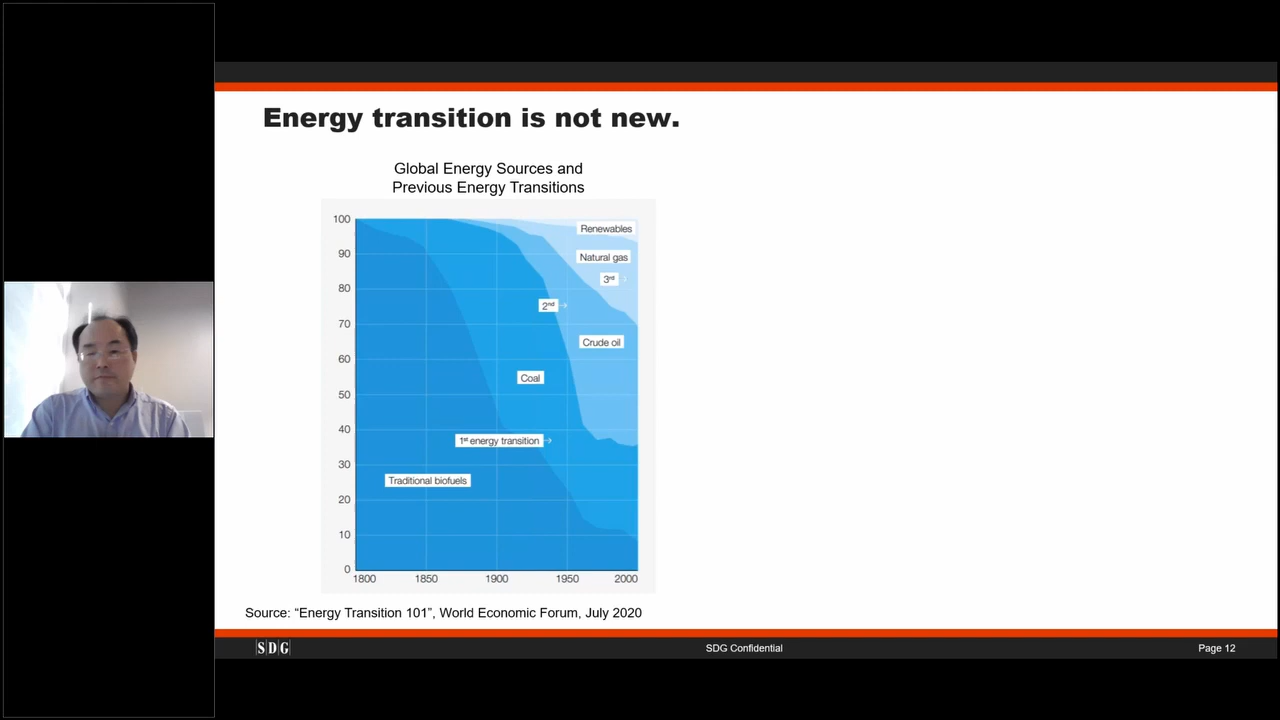 Energy transition is not new.
Global Energy Sources and
Previous Energy Transitions
100
90
80
70
60
50
40
30
20
10
0
Renewables
Natural gas
3rd
2nd
Crude oil
Coal
1st energy transition
Traditional biofuels
1800 1850 1900 1950 2000
Source: “Energy Transition 101”, World Economic Forum, July 2020
SDG SDG Confidential Page 12